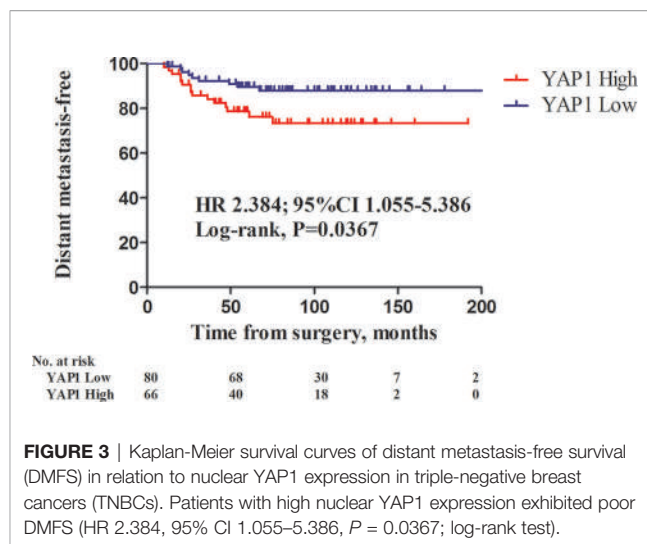 100
80
60
40
20
0
Distant metastasis-free
YAP1 High
YAP1 Low
HR 2.384; 95%CI 1.055-5.386
Log-rank, P=0.0367
0 50 100 150 200
Time from surgery, months
No. at risk
YAP1 Low 80 68 30 7 2
YAP1 High 66 40 18 2 0
FIGURE 3 | Kaplan-Meier survival curves of distant metastasis-free survival
(DMFS) in relation to nuclear YAP1 expression in triple-negative breast
cancers (TNBCs). Patients with high nuclear YAP1 expression exhibited poor
DMFS (HR 2.384, 95% CI 1.055–5.386, P = 0.0367; log-rank test).